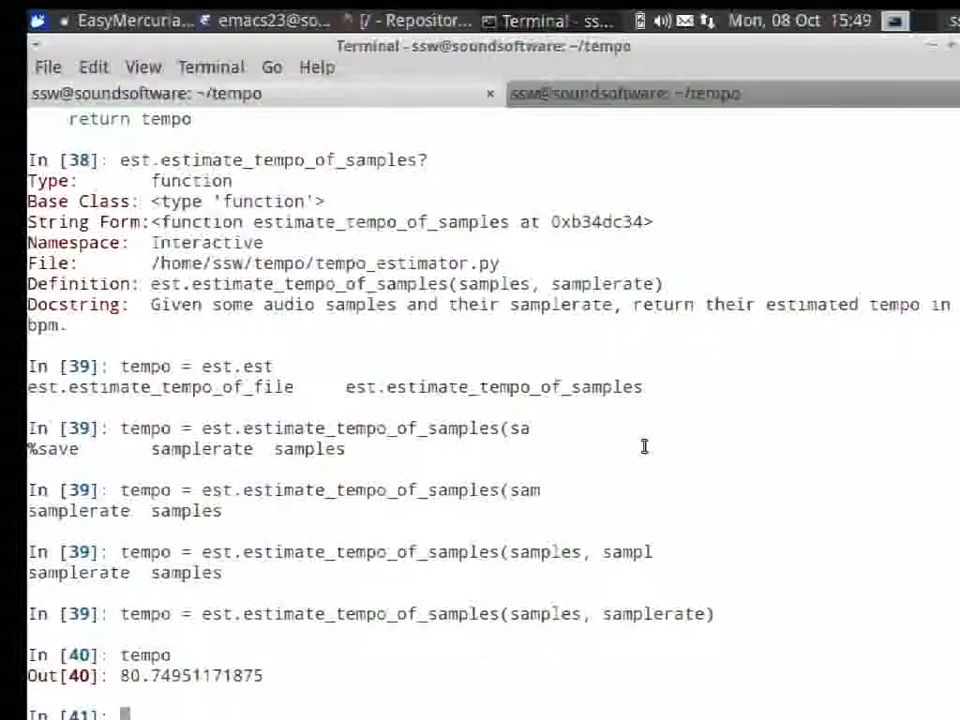 EasyMercuria... emacs23@so... [/ - Repositor... Terminal - ss... Mon, 08 Oct 15:49
Terminal - ssw@soundsoftware: ~/tempo
File Edit View Terminal Go Help
ssw@soundsoftware: ~/tempo × ssw@soundsoftware: ~/tempo
return tempo
In [38]: est.estimate_tempo_of_samples?
Type: function
Base Class: <type 'function'>
String Form:<function estimate_tempo_of_samples at 0xb34dc34>
Namespace: Interactive
File: /home/ssw/tempo/tempo_estimator.py
Definition: est.estimate_tempo_of_samples(samples, samplerate)
Docstring: Given some audio samples and their samplerate, return their estimated tempo in
bpm.
In [39]: tempo = est.est
est.estimate_tempo_of_file est.estimate_tempo_of_samples
In [39]: tempo = est.estimate_tempo_of_samples(sa
%save samplerate samples
In [39]: tempo = est.estimate_tempo_of_samples(sam
samplerate samples
In [39]: tempo = est.estimate_tempo_of_samples(samples, sampl
samplerate samples
In [39]: tempo = est.estimate_tempo_of_samples(samples, samplerate)
In [40]: tempo
Out[40]: 80.74951171875
In [41]: